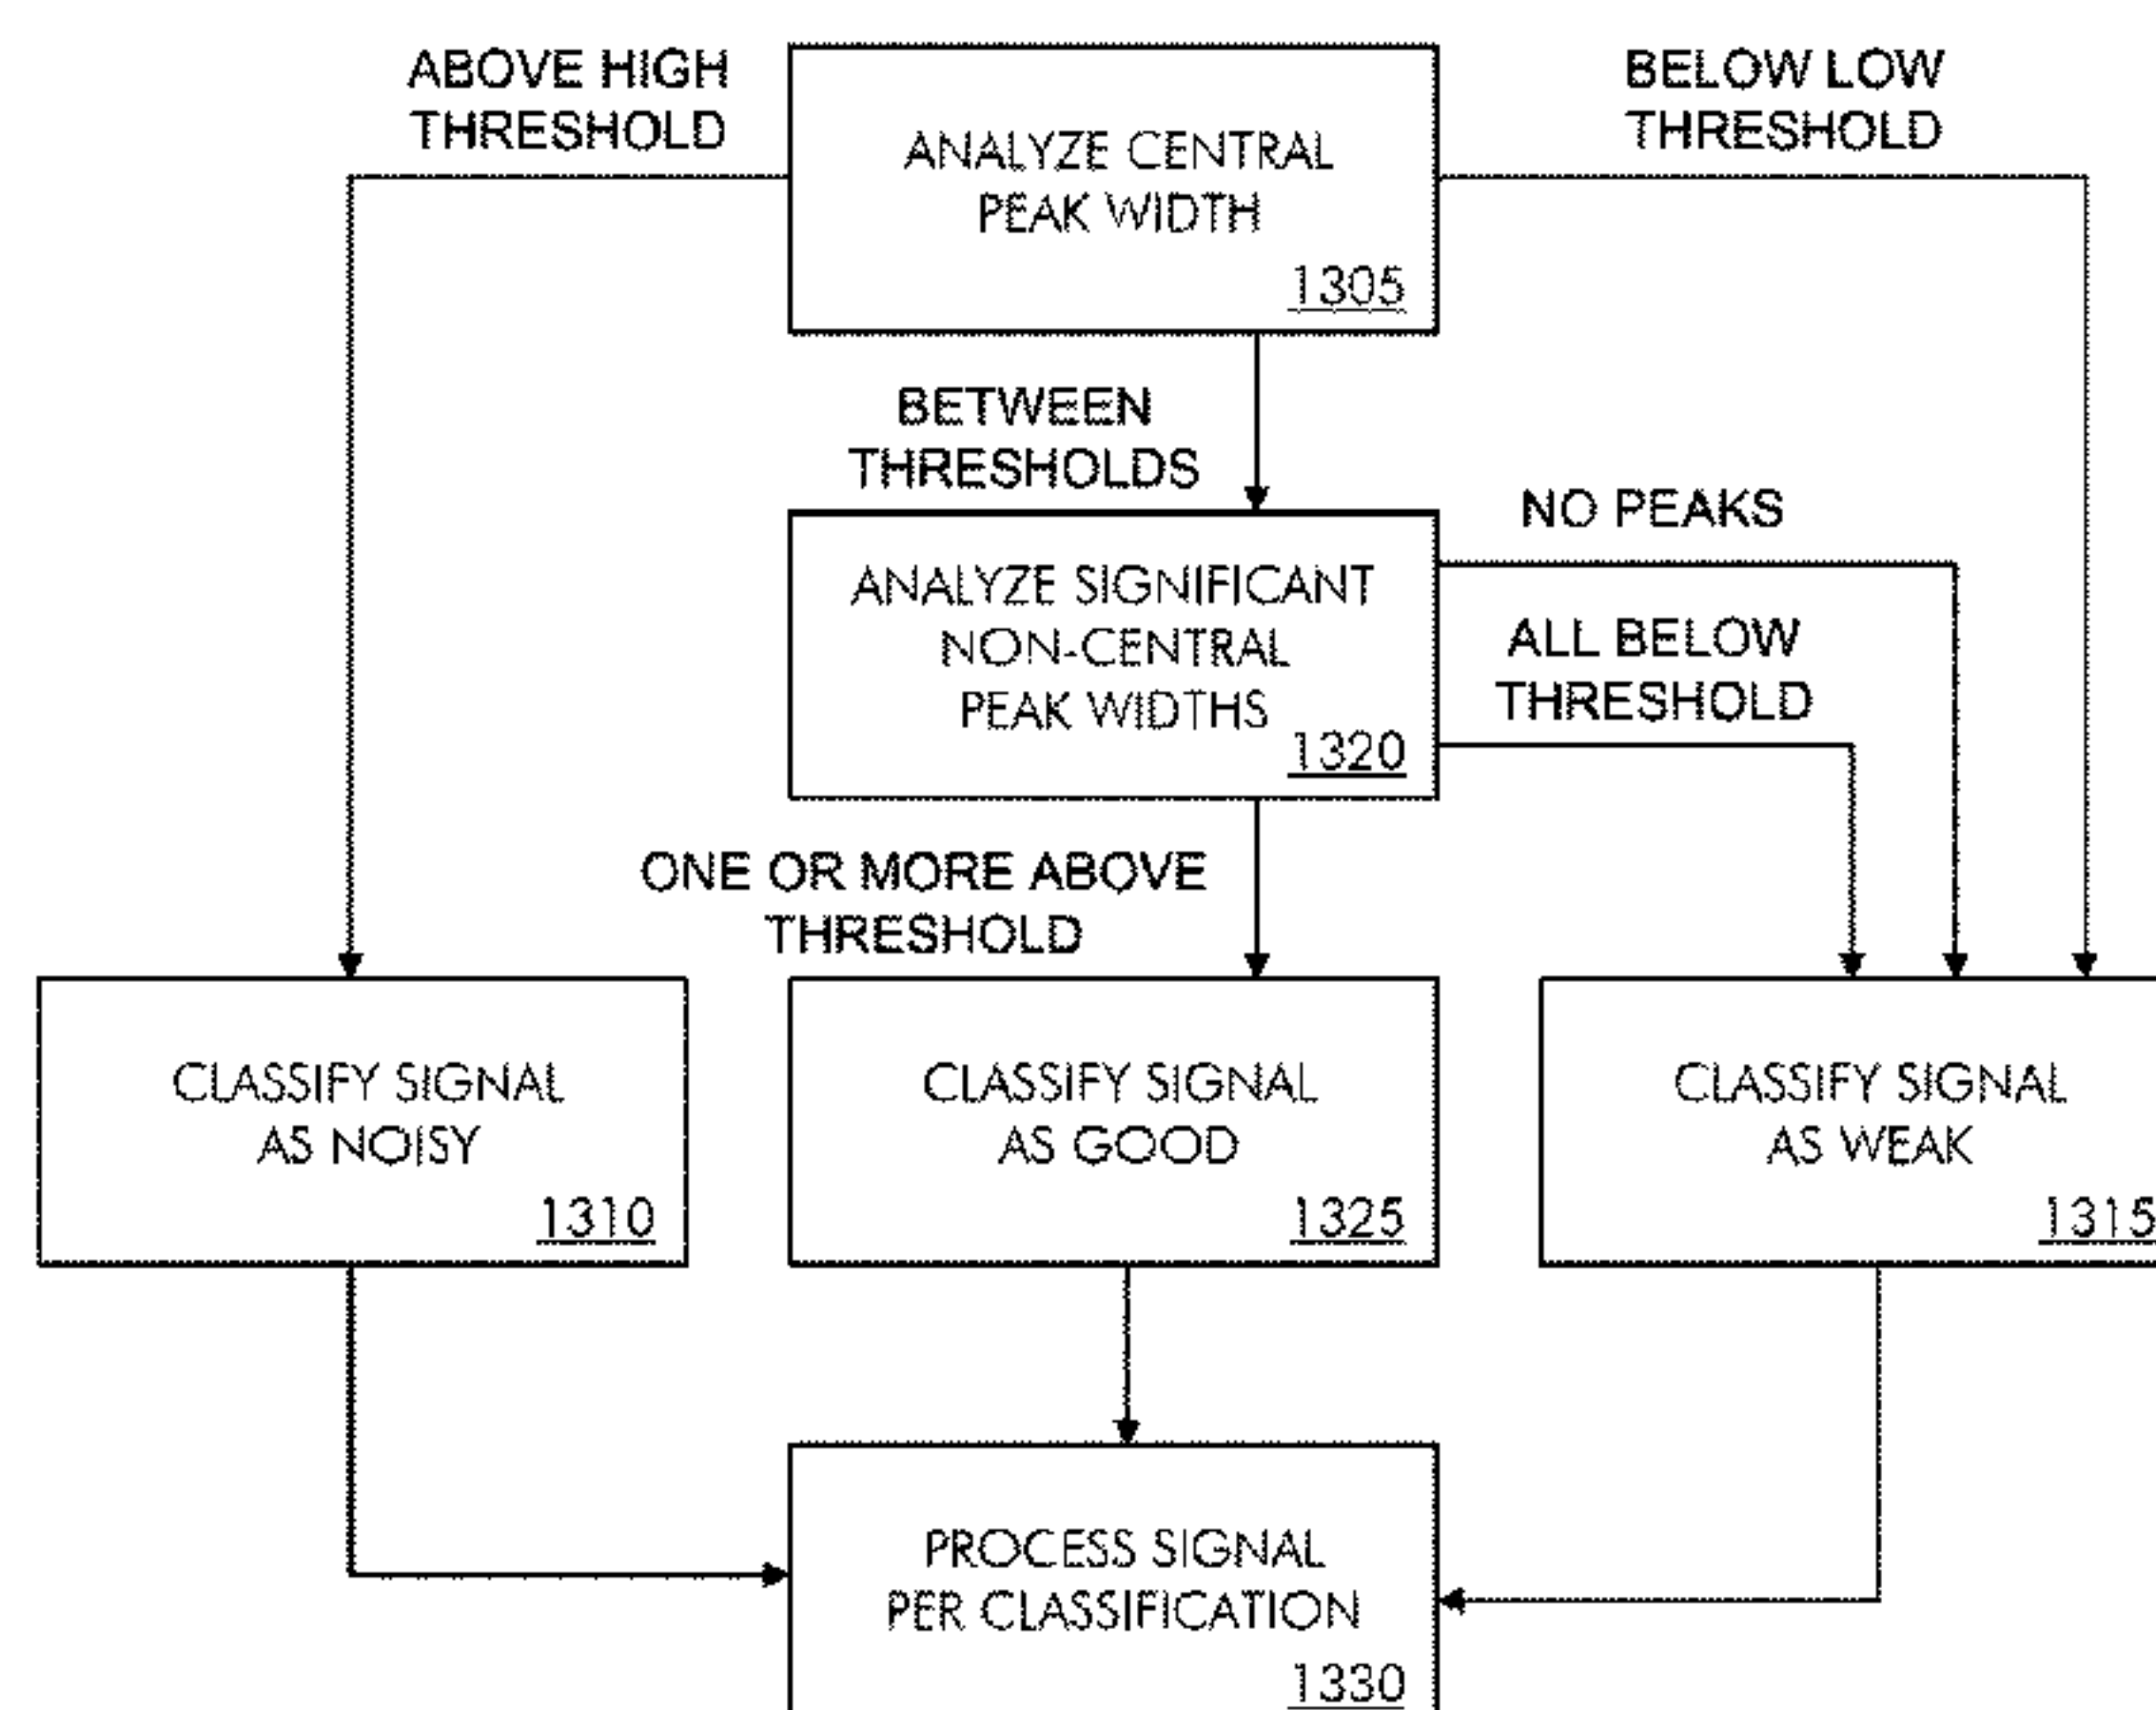 ABOVE HIGH
THRESHOLD
ANALYZE CENTRAL
PEAK WIDTH
1305
BELOW LOW
THRESHOLD
BETWEEN
THRESHOLDS
ANALYZE SIGNIFICANT
NON-CENTRAL
PEAK WIDTHS
1320
NO PEAKS
ALL BELOW
THRESHOLD
ONE OR MORE ABOVE
THRESHOLD
CLASSIFY SIGNAL
AS NOISY
1310
CLASSIFY SIGNAL
AS GOOD
1325
CLASSIFY SIGNAL
AS WEAK
1315
PROCESS SIGNAL
PER CLASSIFICATION
1330